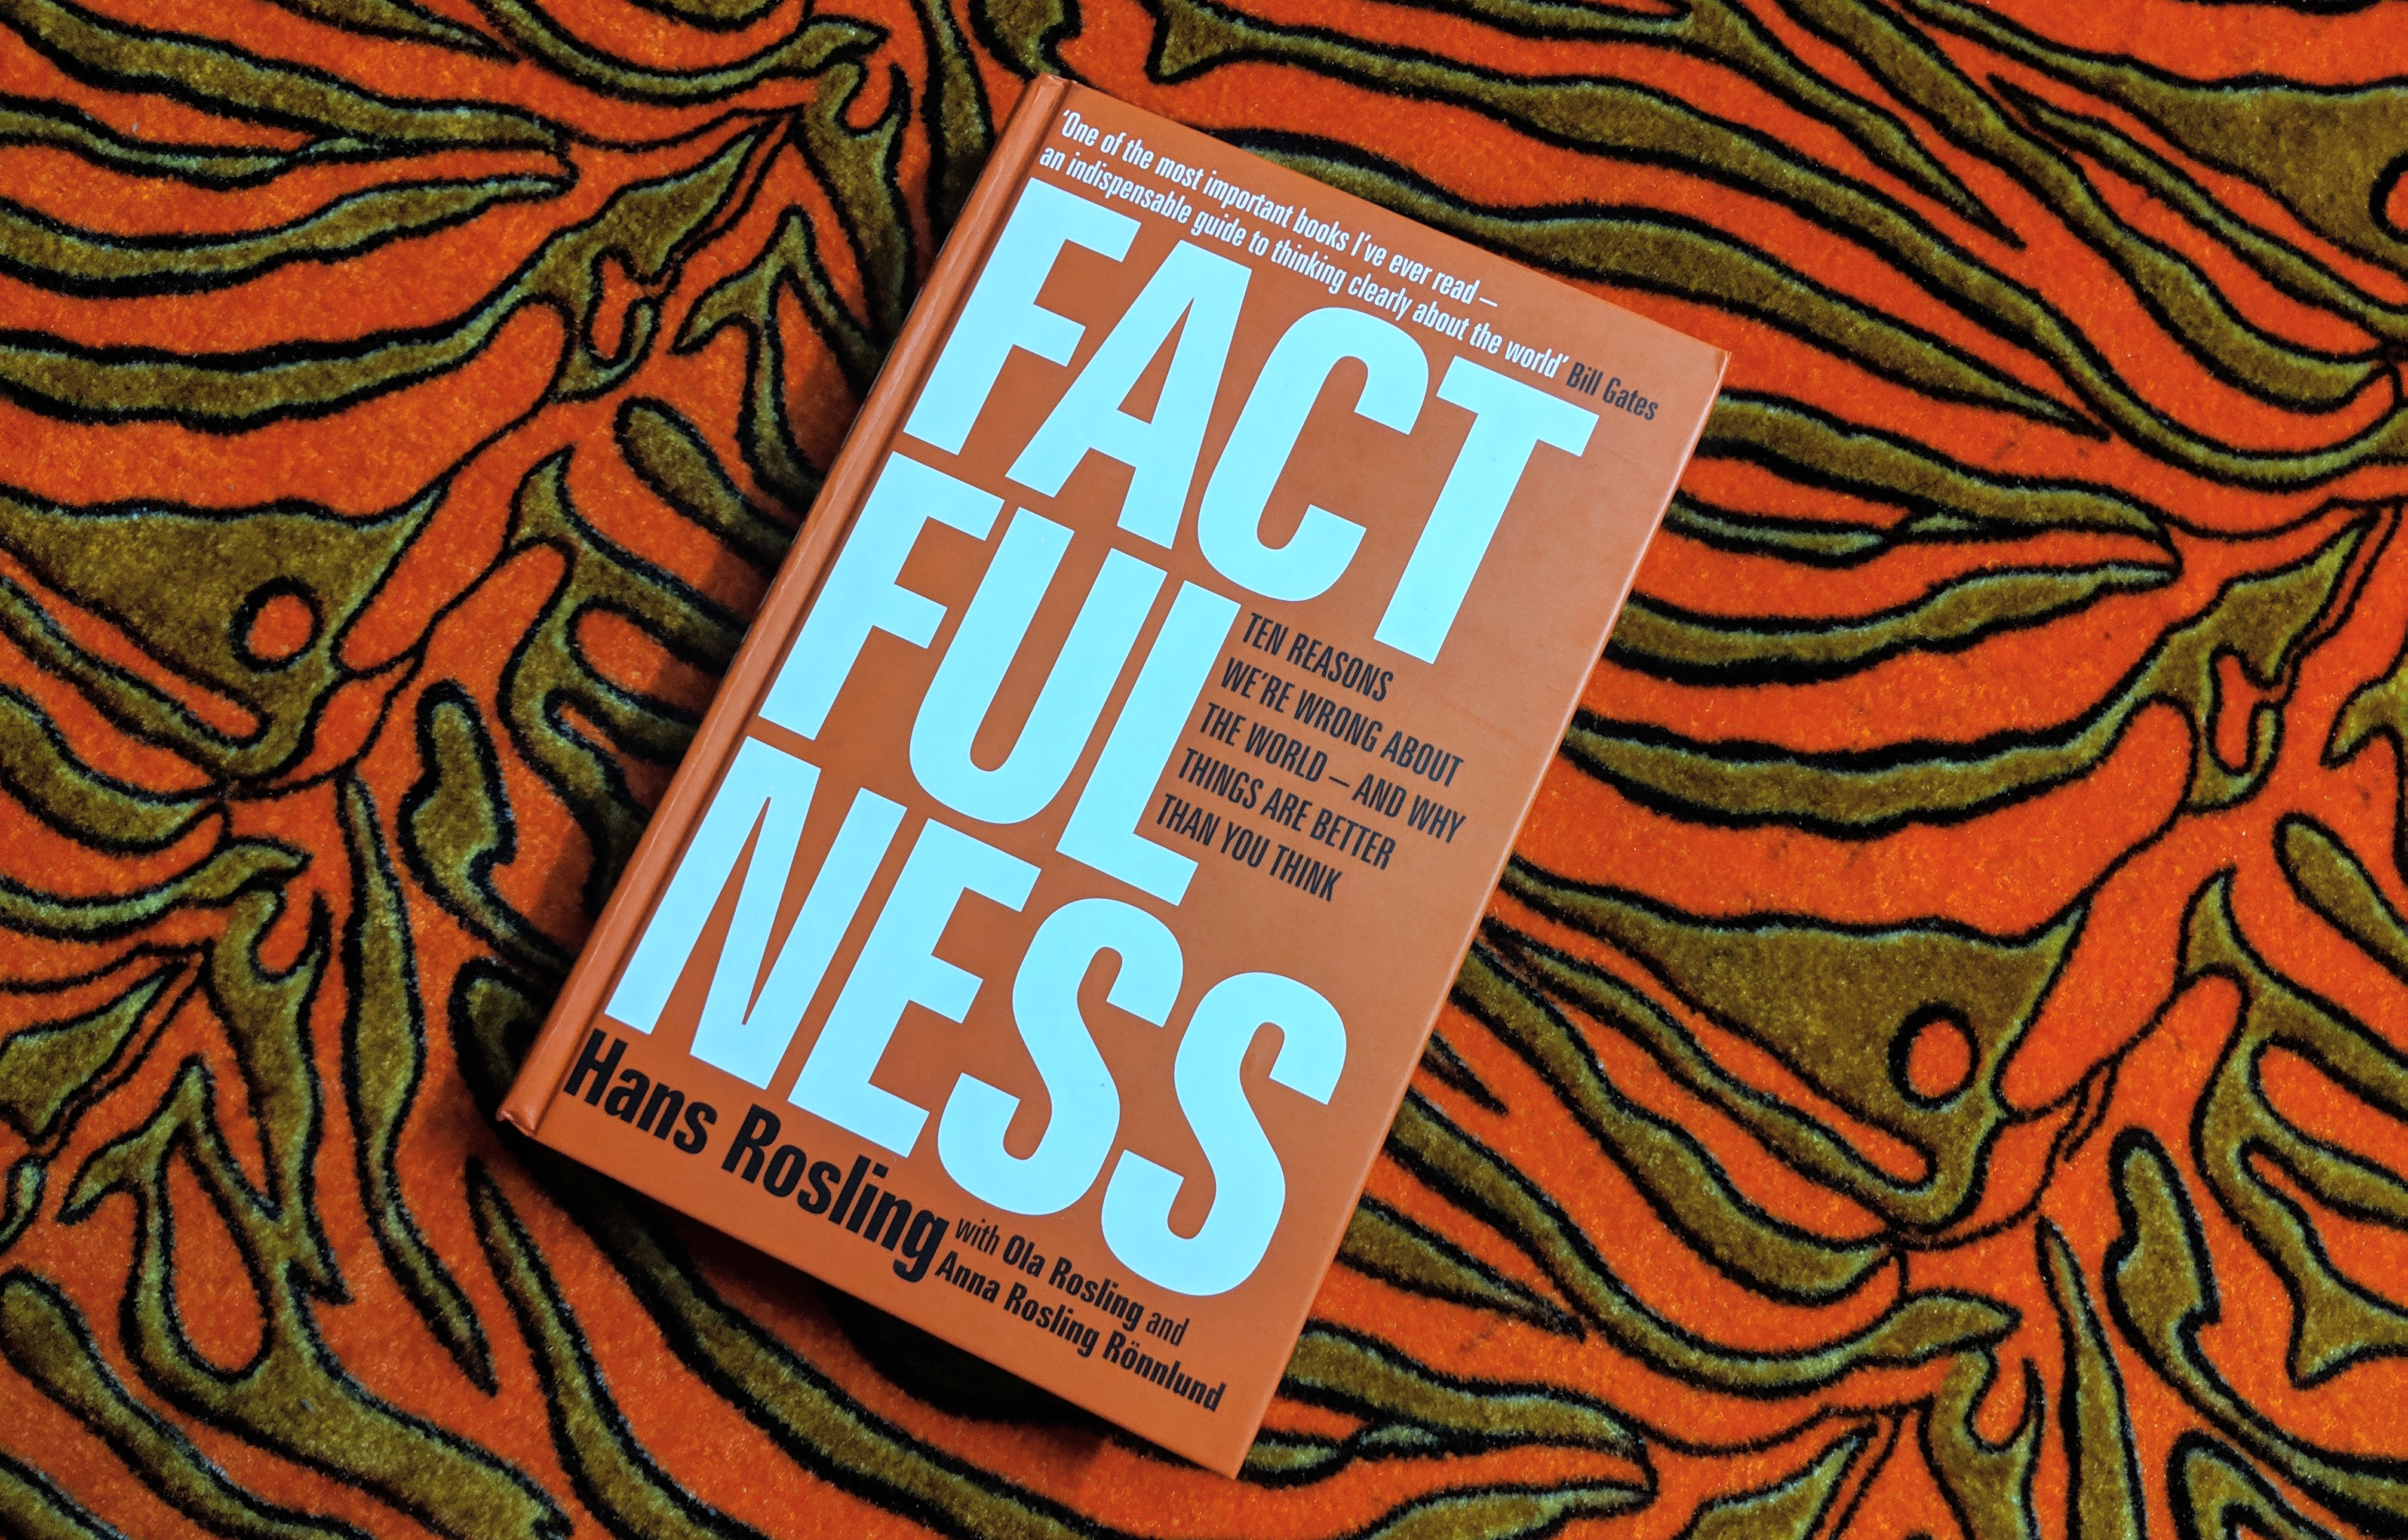 ‘One of the most important books I’ve ever read –
an indispensable guide to thinking clearly about the world’ Bill Gates
FACT
FUL
NESS
TEN REASONS
WE’RE WRONG ABOUT
THE WORLD – AND WHY
THINGS ARE BETTER
THAN YOU THINK
Hans Rosling
with Ola Rosling and
Anna Rosling Rönnlund